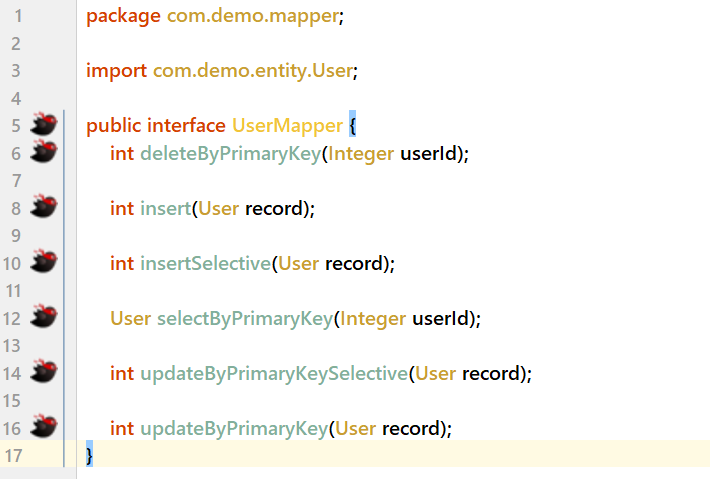 1 package com.demo.mapper;
2
3 import com.demo.entity.User;
4
5 public interface UserMapper {
6 int deleteByPrimaryKey(Integer userId);
7
8 int insert(User record);
9
10 int insertSelective(User record);
11
12 User selectByPrimaryKey(Integer userId);
13
14 int updateByPrimaryKeySelective(User record);
15
16 int updateByPrimaryKey(User record);
17 }